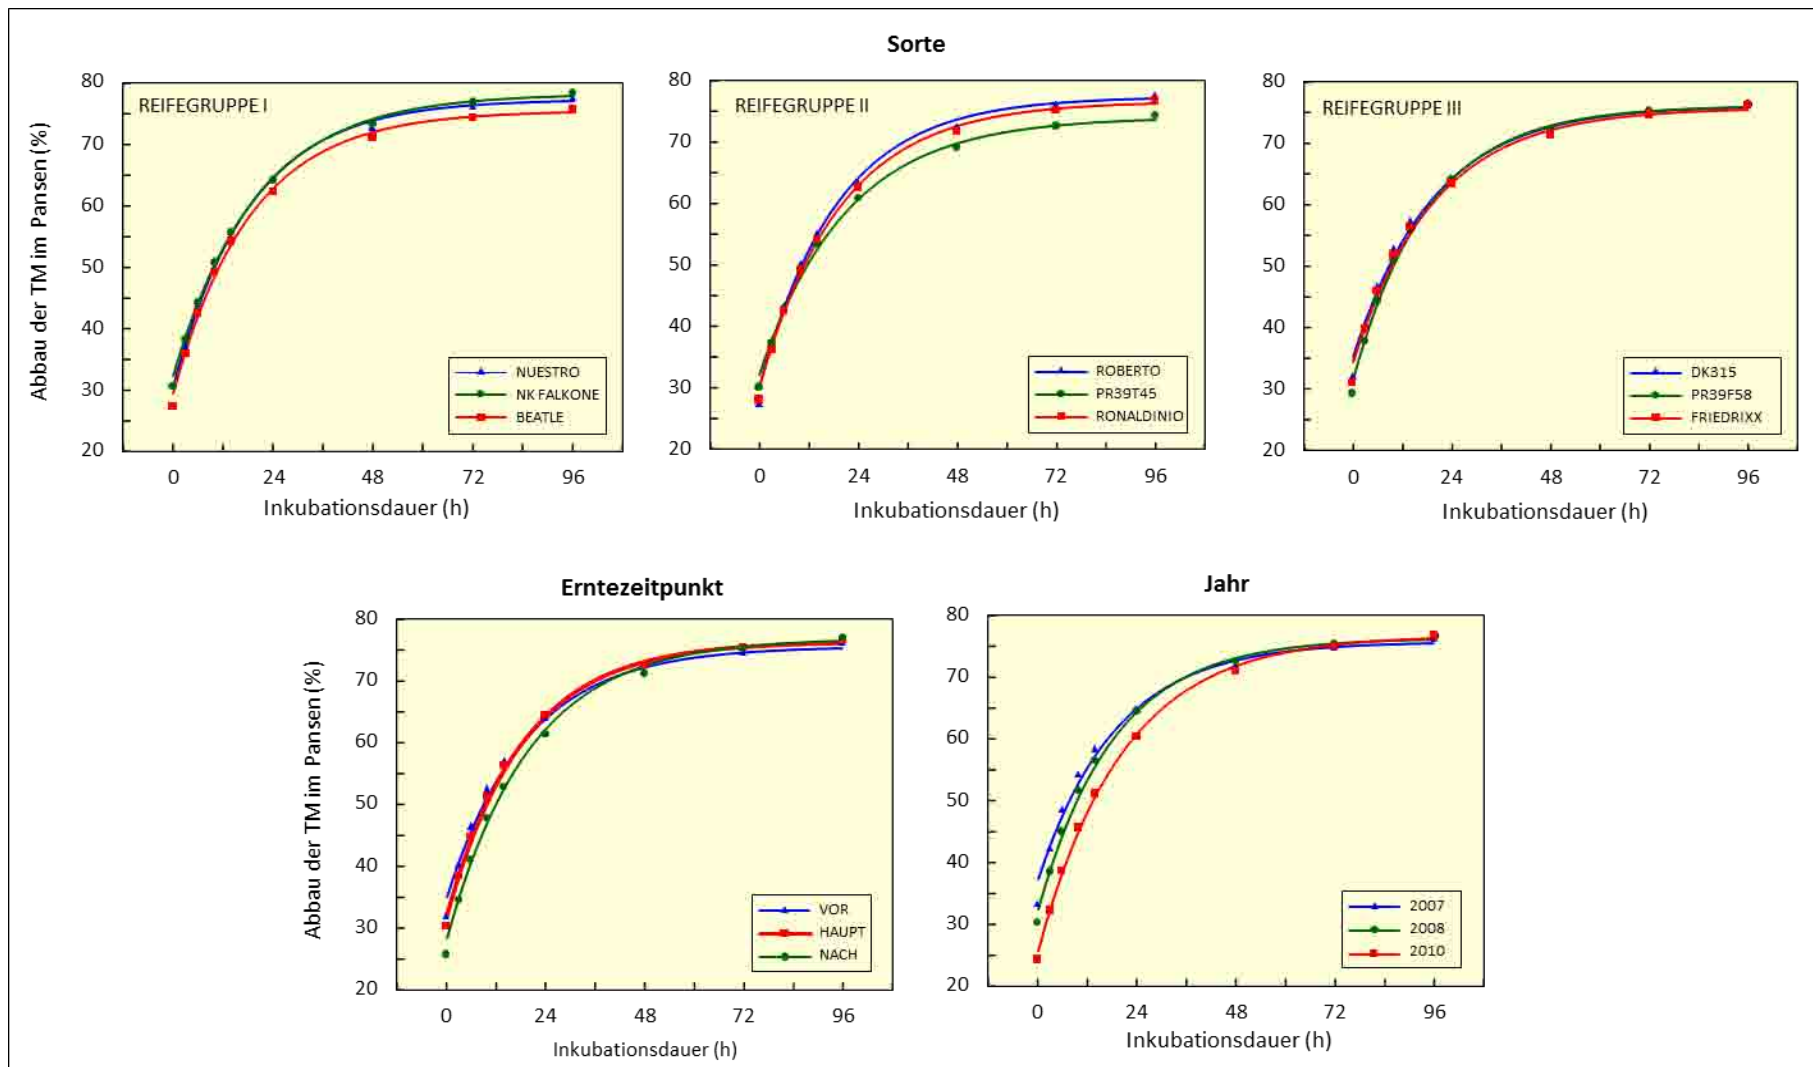 Sorte
Abbau der TM im Pansen (%)
80
70
60
50
40
30
20
REIFEGRUPPE I
NUESTRO
NK FALKONE
BEATLE
0 24 48 72 96
Inkubationsdauer (h)
80
70
60
50
40
30
20
REIFEGRUPPE II
ROBERTO
PR39T45
RONALDINIO
0 24 48 72 96
Inkubationsdauer (h)
80
70
60
50
40
30
20
REIFEGRUPPE III
DK315
PR39F58
FRIEDRIXX
0 24 48 72 96
Inkubationsdauer (h)
Erntezeitpunkt
Abbau der TM im Pansen (%)
80
70
60
50
40
30
20
VOR
HAUPT
NACH
0 24 48 72 96
Inkubationsdauer (h)
Jahr
80
70
60
50
40
30
20
2007
2008
2010
0 24 48 72 96
Inkubationsdauer (h)